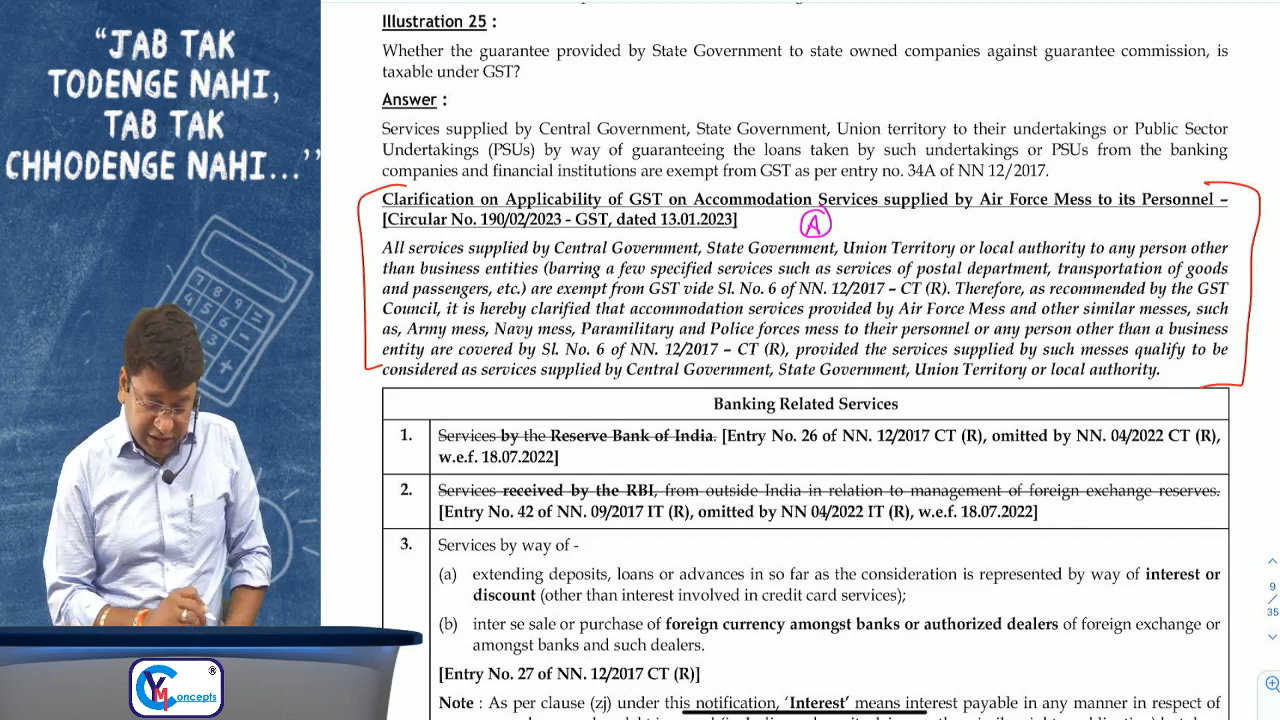 “JAB TAK
TODENGE NAHI,
TAB TAK
CHHODENGE NAHI...’’
Illustration 25 :
Whether the guarantee provided by State Government to state owned companies against guarantee commission, is
taxable under GST?
Answer :
Services supplied by Central Government, State Government, Union territory to their undertakings or Public Sector
Undertakings (PSUs) by way of guaranteeing the loans taken by such undertakings or PSUs from the banking
companies and financial institutions are exempt from GST as per entry no. 34A of NN 12/2017.
Clarification on Applicability of GST on Accommodation Services supplied by Air Force Mess to its Personnel –
[Circular No. 190/02/2023 - GST, dated 13.01.2023]
A
All services supplied by Central Government, State Government, Union Territory or local authority to any person other
than business entities (barring a few specified services such as services of postal department, transportation of goods
and passengers, etc.) are exempt from GST vide Sl. No. 6 of NN. 12/2017 – CT (R). Therefore, as recommended by the GST
Council, it is hereby clarified that accommodation services provided by Air Force Mess and other similar messes, such
as, Army mess, Navy mess, Paramilitary and Police forces mess to their personnel or any person other than a business
entity are covered by Sl. No. 6 of NN. 12/2017 – CT (R), provided the services supplied by such messes qualify to be
considered as services supplied by Central Government, State Government, Union Territory or local authority.
Banking Related Services
1. Services by the Reserve Bank of India. [Entry No. 26 of NN. 12/2017 CT (R), omitted by NN. 04/2022 CT (R),
w.e.f. 18.07.2022]
2. Services received by the RBI, from outside India in relation to management of foreign exchange reserves.
[Entry No. 42 of NN. 09/2017 IT (R), omitted by NN 04/2022 IT (R), w.e.f. 18.07.2022]
3. Services by way of -
(a) extending deposits, loans or advances in so far as the consideration is represented by way of interest or
discount (other than interest involved in credit card services);
(b) inter se sale or purchase of foreign currency amongst banks or authorized dealers of foreign exchange or
amongst banks and such dealers.
[Entry No. 27 of NN. 12/2017 CT (R)]
Note : As per clause (zj) under this notification, ‘Interest’ means interest payable in any manner in respect of
9
/
35
7 8 9
4 5 6
YM Concepts ®